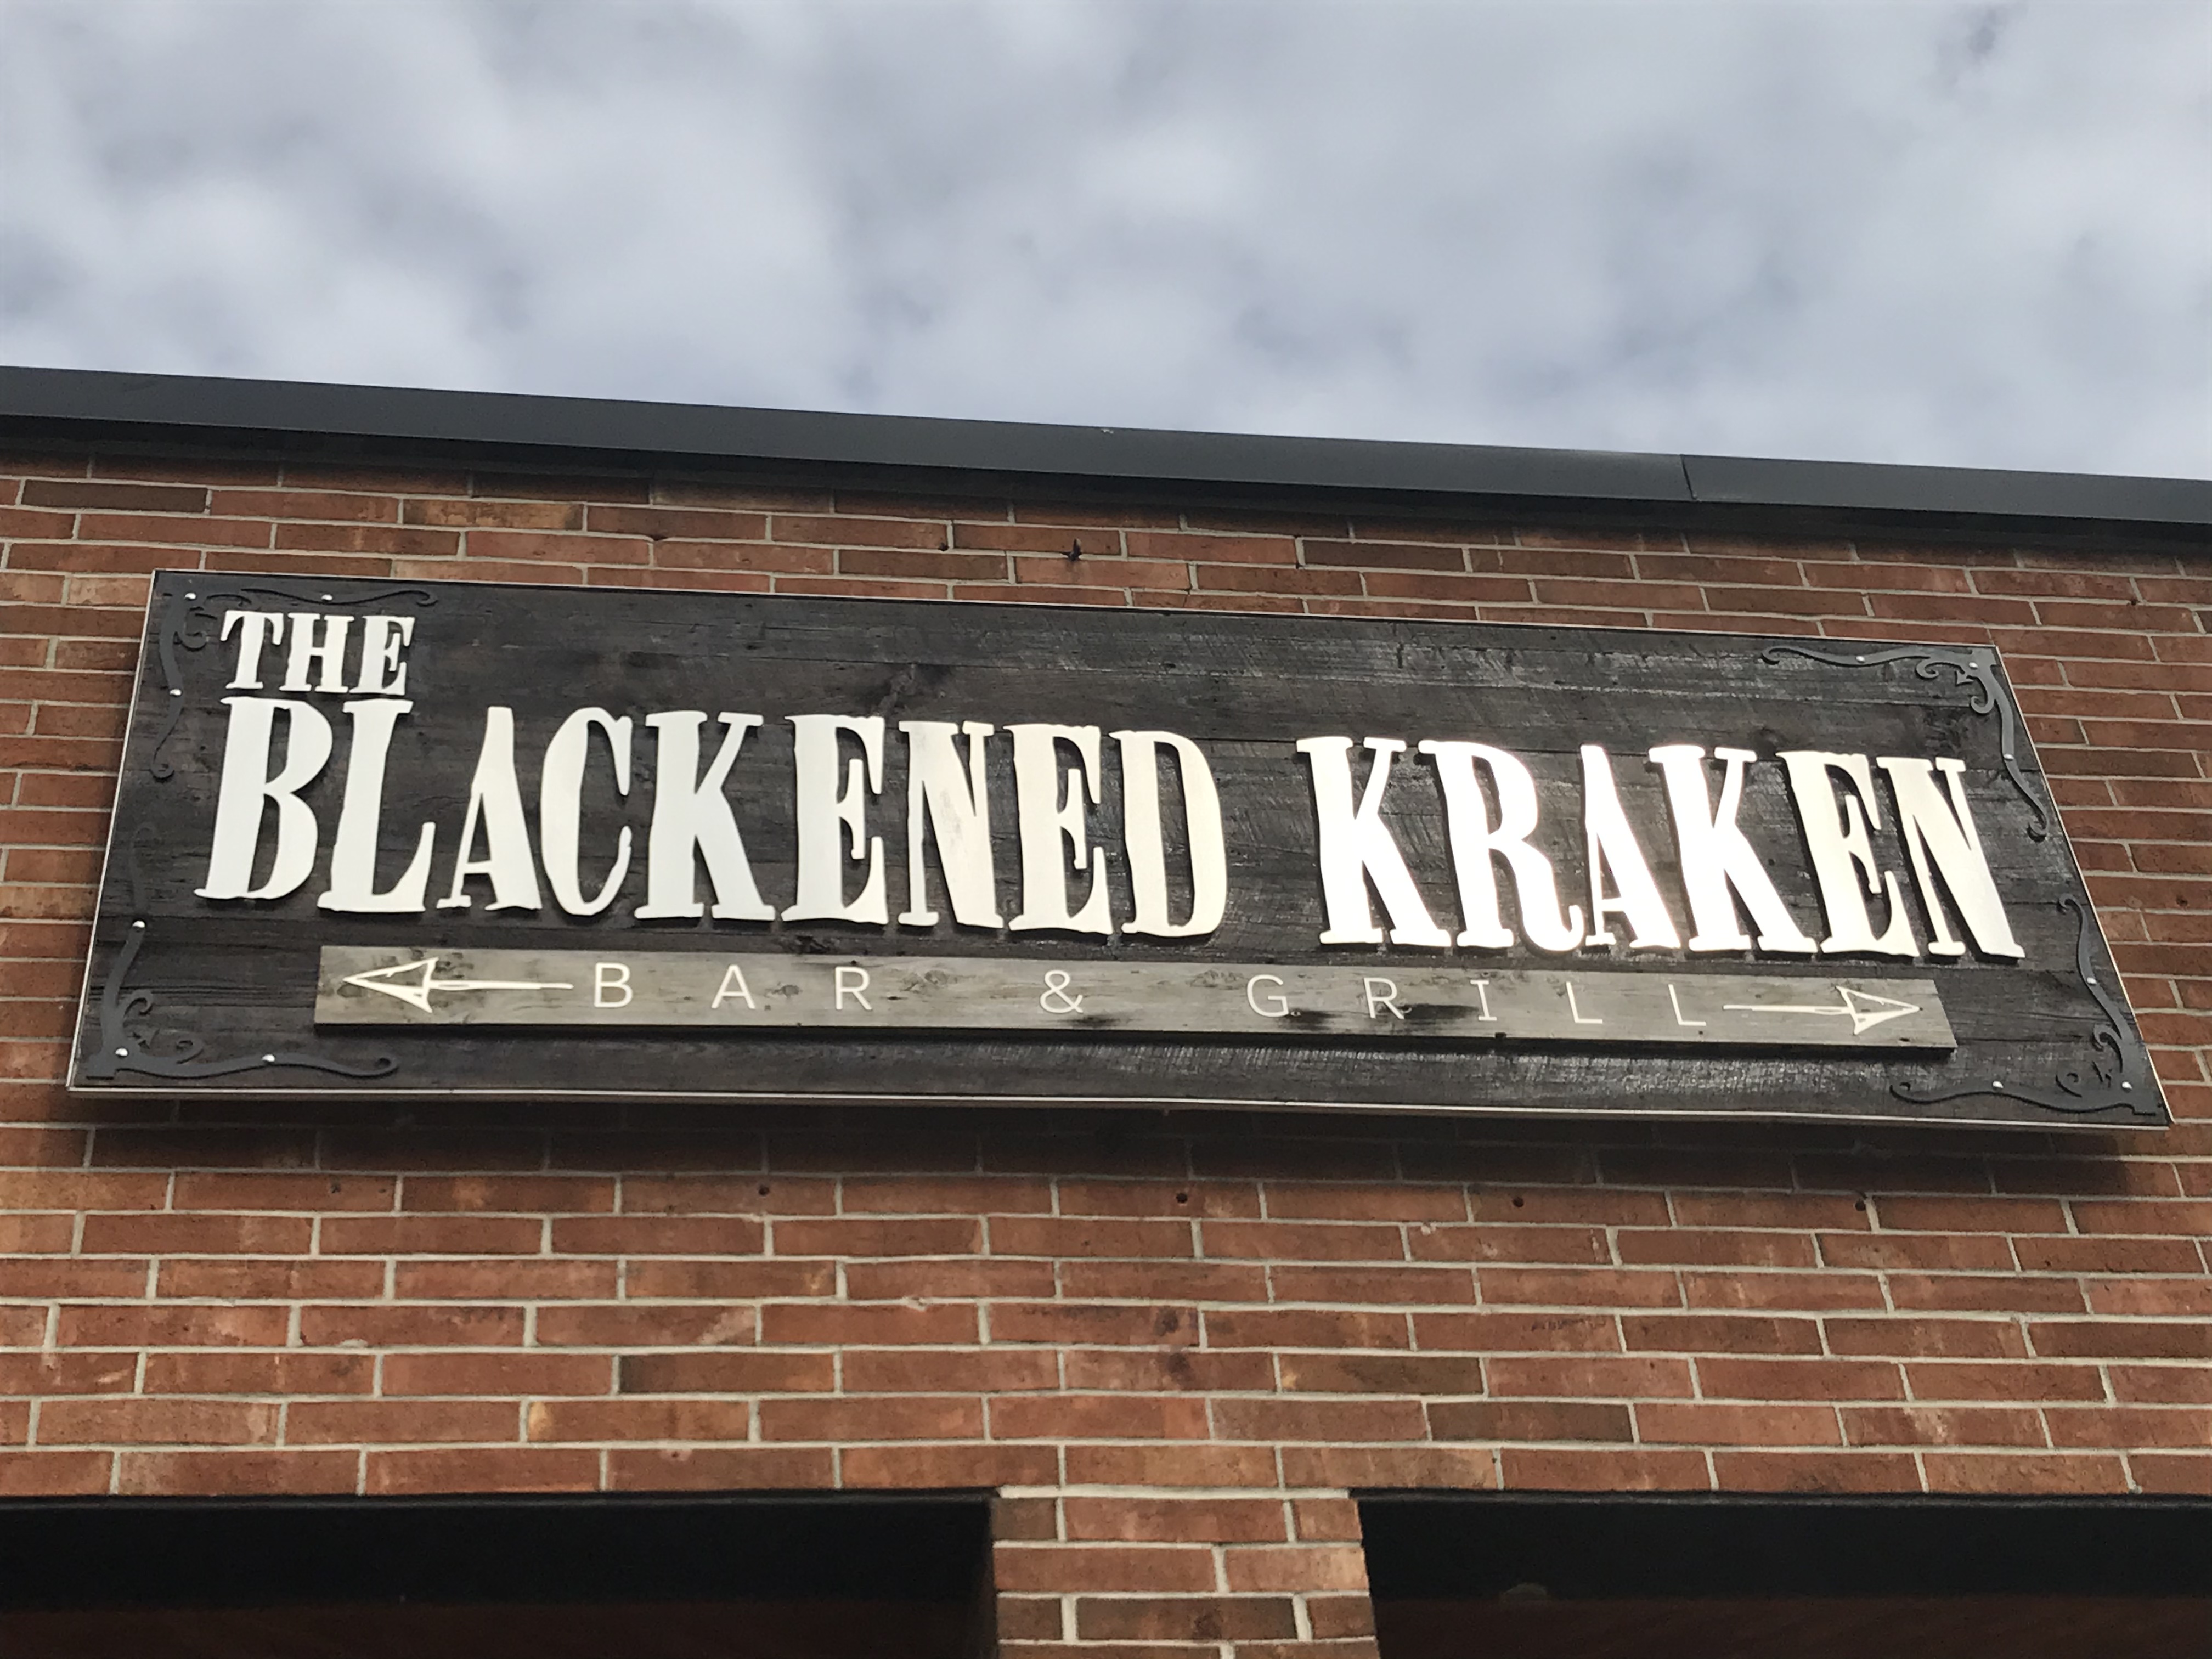 THE
BLACKENED KRAKEN
BAR & GRILL